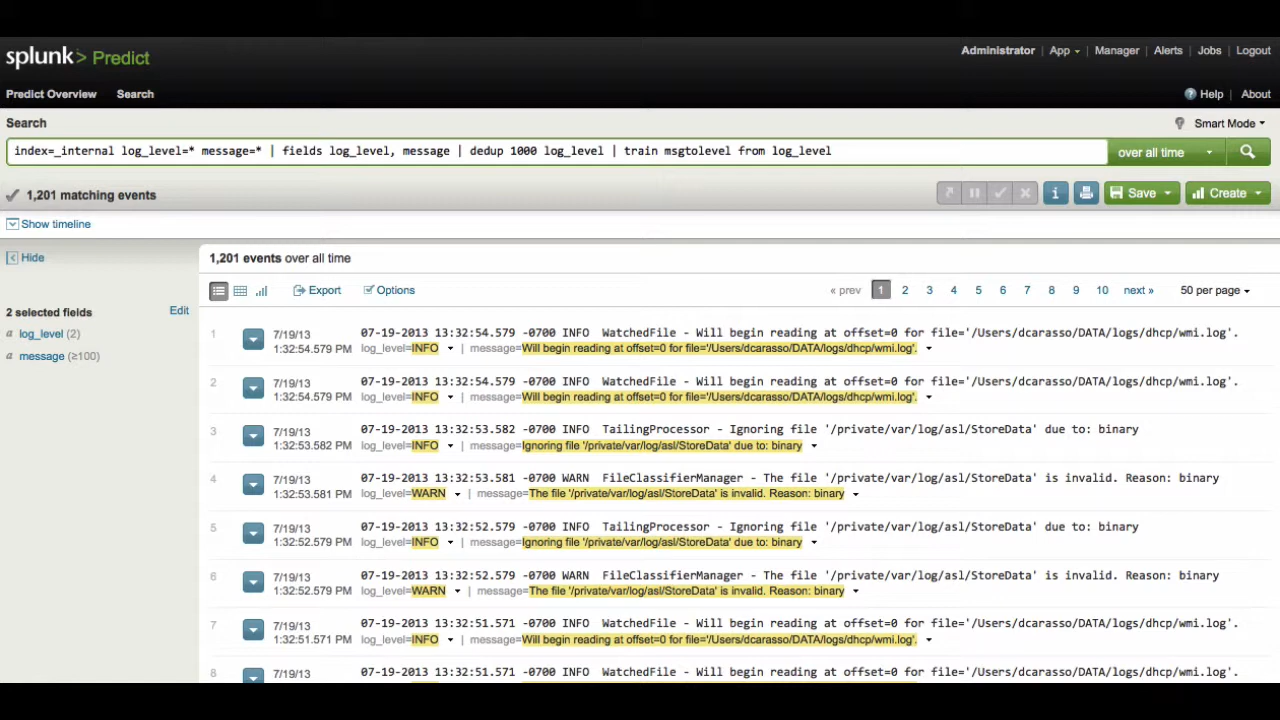 splunk> Predict
Administrator | App | Manager | Alerts | Jobs | Logout
Predict Overview Search
Help | About
Search
Smart Mode
index=_internal log_level=* message=* | fields log_level, message | dedup 1000 log_level | train msgtolevel from log_level
over all time
1,201 matching events
Save Create
Show timeline
Hide
1,201 events over all time
Export Options
« prev 1 2 3 4 5 6 7 8 9 10 next » 50 per page
2 selected fields Edit
a log_level (2)
a message (≥100)
1 7/19/13 07-19-2013 13:32:54.579 -0700 INFO WatchedFile - Will begin reading at offset=0 for file='/Users/dcarasso/DATA/logs/dhcp/wmi.log'.
1:32:54.579 PM log_level=INFO | message=Will begin reading at offset=0 for file='/Users/dcarasso/DATA/logs/dhcp/wmi.log'.
2 7/19/13 07-19-2013 13:32:54.579 -0700 INFO WatchedFile - Will begin reading at offset=0 for file='/Users/dcarasso/DATA/logs/dhcp/wmi.log'.
1:32:54.579 PM log_level=INFO | message=Will begin reading at offset=0 for file='/Users/dcarasso/DATA/logs/dhcp/wmi.log'.
3 7/19/13 07-19-2013 13:32:53.582 -0700 INFO TailingProcessor - Ignoring file '/private/var/log/asl/StoreData' due to: binary
1:32:53.582 PM log_level=INFO | message=Ignoring file '/private/var/log/asl/StoreData' due to: binary
4 7/19/13 07-19-2013 13:32:53.581 -0700 WARN FileClassifierManager - The file '/private/var/log/asl/StoreData' is invalid. Reason: binary
1:32:53.581 PM log_level=WARN | message=The file '/private/var/log/asl/StoreData' is invalid. Reason: binary
5 7/19/13 07-19-2013 13:32:52.579 -0700 INFO TailingProcessor - Ignoring file '/private/var/log/asl/StoreData' due to: binary
1:32:52.579 PM log_level=INFO | message=Ignoring file '/private/var/log/asl/StoreData' due to: binary
6 7/19/13 07-19-2013 13:32:52.579 -0700 WARN FileClassifierManager - The file '/private/var/log/asl/StoreData' is invalid. Reason: binary
1:32:52.579 PM log_level=WARN | message=The file '/private/var/log/asl/StoreData' is invalid. Reason: binary
7 7/19/13 07-19-2013 13:32:51.571 -0700 INFO WatchedFile - Will begin reading at offset=0 for file='/Users/dcarasso/DATA/logs/dhcp/wmi.log'.
1:32:51.571 PM log_level=INFO | message=Will begin reading at offset=0 for file='/Users/dcarasso/DATA/logs/dhcp/wmi.log'.
8 7/19/13 07-19-2013 13:32:51.571 -0700 INFO WatchedFile - Will begin reading at offset=0 for file='/Users/dcarasso/DATA/logs/dhcp/wmi.log'.